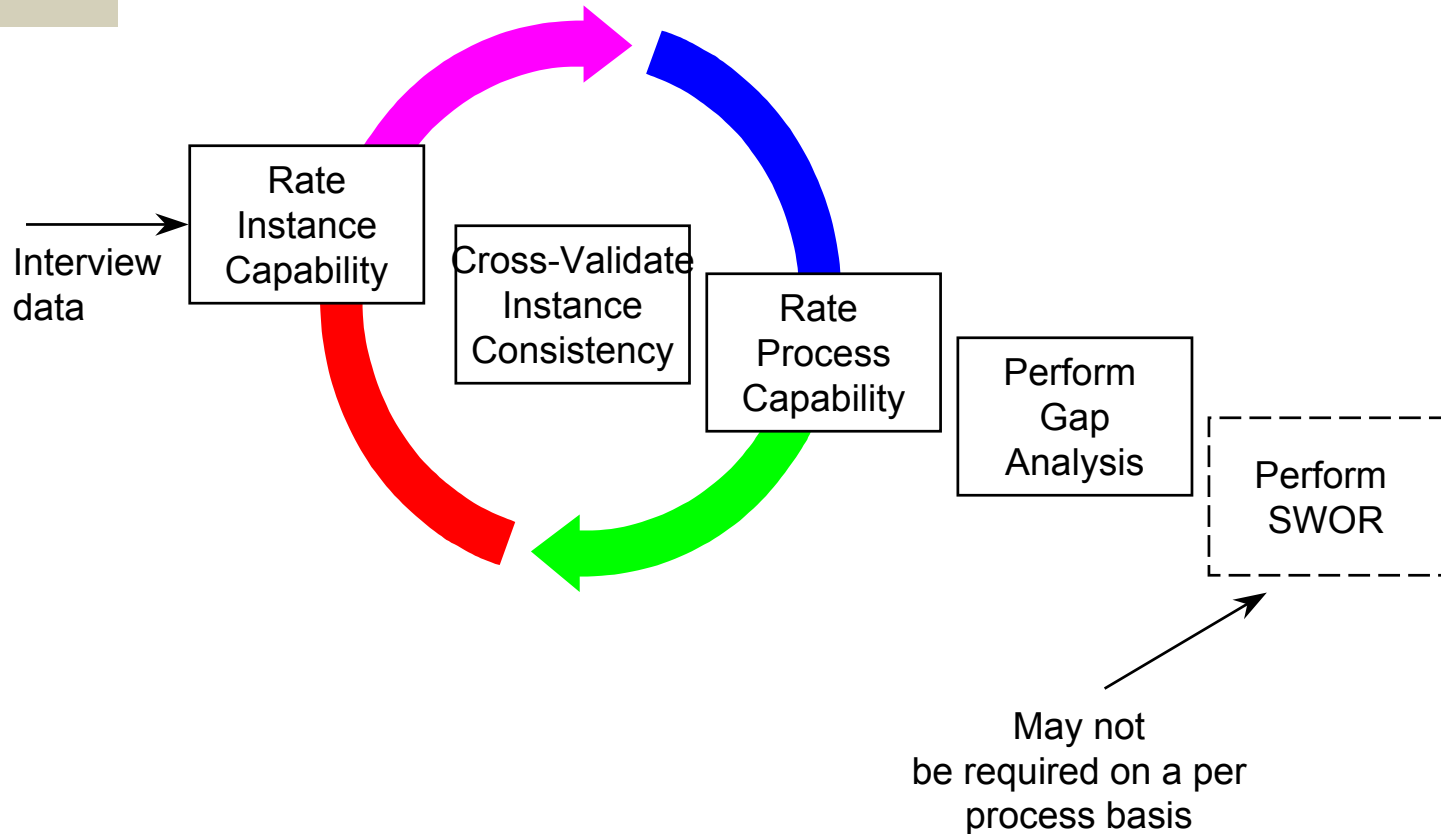 Interview
data
Rate
Instance
Capability
Cross-Validate
Instance
Consistency
Rate
Process
Capability
Perform
Gap
Analysis
Perform
SWOR
May not
be required on a per
process basis